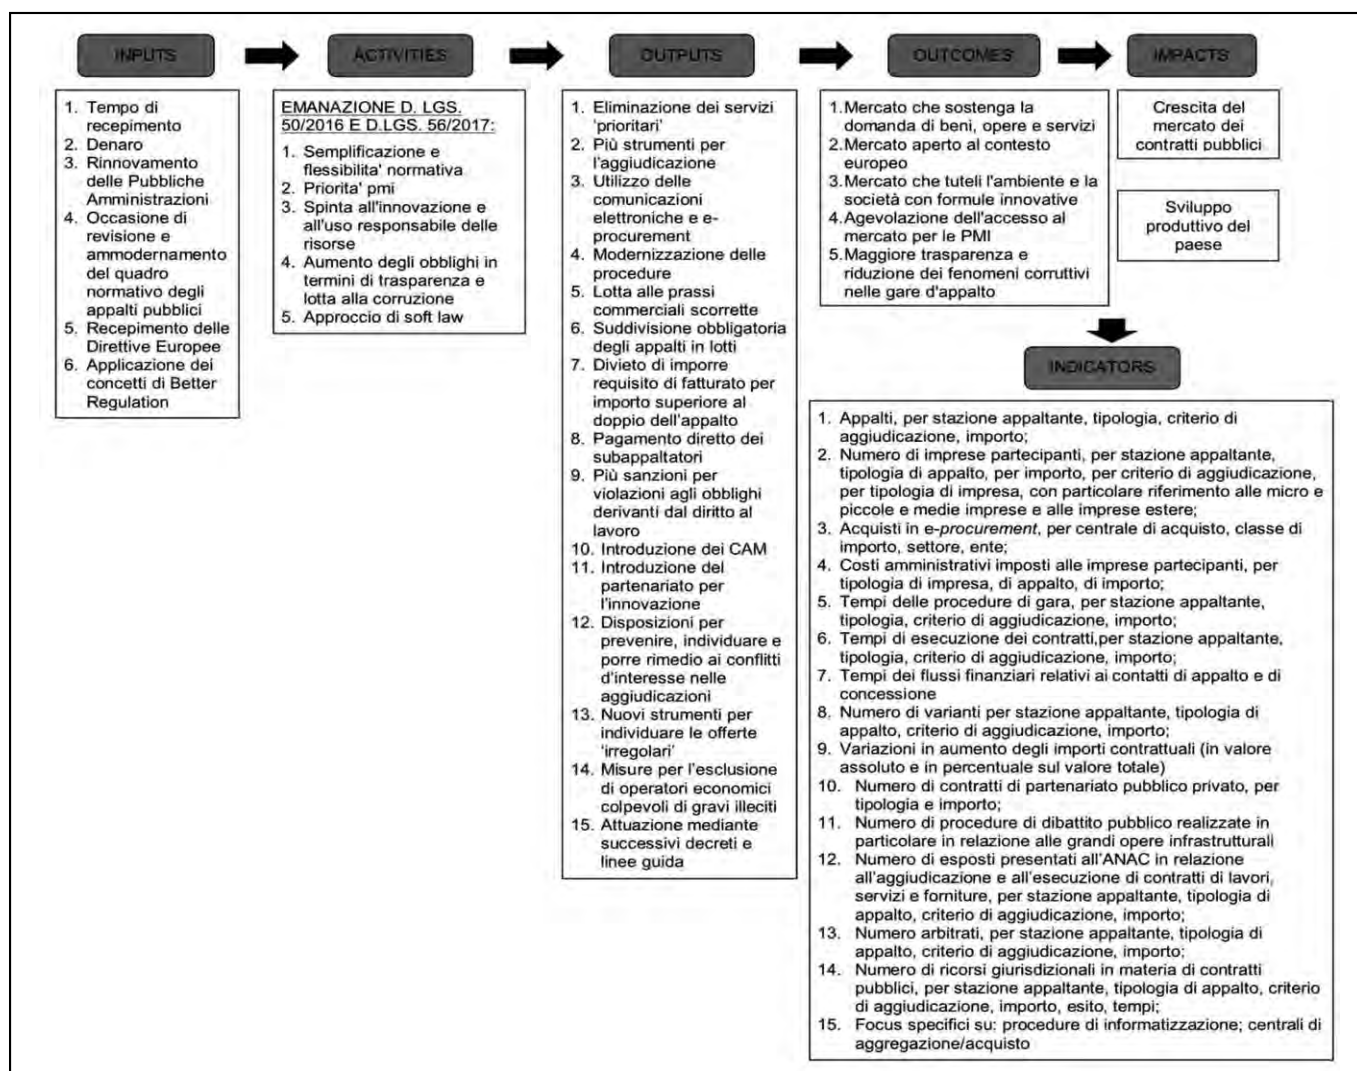 INPUTS
ACTIVITIES
OUTPUTS
OUTCOMES
IMPACTS
1. Tempo di
recepimento
2. Denaro
3. Rinnovamento
delle Pubbliche
Amministrazioni
4. Occasione di
revisione e
ammodernamento
del quadro
normativo degli
appalti pubblici
5. Recepimento delle
Direttive Europee
6. Applicazione dei
concetti di Better
Regulation
EMANAZIONE D. LGS.
50/2016 E D.LGS. 56/2017:
1. Semplificazione e
flessibilita' normativa
2. Priorita' pmi
3. Spinta all'innovazione e
all'uso responsabile delle
risorse
4. Aumento degli obblighi in
termini di trasparenza e
lotta alla corruzione
5. Approccio di soft law
1. Eliminazione dei servizi
'prioritari'
2. Più strumenti per
l'aggiudicazione
3. Utilizzo delle
comunicazioni
elettroniche e e-
procurement
4. Modernizzazione delle
procedure
5. Lotta alle prassi
commerciali scorrette
6. Suddivisione obbligatoria
degli appalti in lotti
7. Divieto di imporre
requisito di fatturato per
importo superiore al
doppio dell'appalto
8. Pagamento diretto dei
subappaltatori
9. Più sanzioni per
violazioni agli obblighi
derivanti dal diritto al
lavoro
10. Introduzione dei CAM
11. Introduzione del
partenariato per
l'innovazione
12. Disposizioni per
prevenire, individuare e
porre rimedio ai conflitti
d'interesse nelle
aggiudicazioni
13. Nuovi strumenti per
individuare le offerte
'irregolari'
14. Misure per l'esclusione
di operatori economici
colpevoli di gravi illeciti
15. Attuazione mediante
successivi decreti e
linee guida
1.Mercato che sostenga la
domanda di beni, opere e servizi
2.Mercato aperto al contesto
europeo
3.Mercato che tuteli l'ambiente e la
società con formule innovative
4.Agevolazione dell'accesso al
mercato per le PMI
5.Maggiore trasparenza e
riduzione dei fenomeni corruttivi
nelle gare d'appalto
Crescita del
mercato dei
contratti pubblici
Sviluppo
produttivo del
paese
INDICATORS
1. Appalti, per stazione appaltante, tipologia, criterio di
aggiudicazione, importo;
2. Numero di imprese partecipanti, per stazione appaltante,
tipologia di appalto, per importo, per criterio di aggiudicazione,
per tipologia di impresa, con particolare riferimento alle micro e
piccole e medie imprese e alle imprese estere;
3. Acquisti in e-procurement, per centrale di acquisto, classe di
importo, settore, ente;
4. Costi amministrativi imposti alle imprese partecipanti, per
tipologia di impresa, di appalto, di importo;
5. Tempi delle procedure di gara, per stazione appaltante,
tipologia, criterio di aggiudicazione, importo;
6. Tempi di esecuzione dei contratti,per stazione appaltante,
tipologia, criterio di aggiudicazione, importo;
7. Tempi dei flussi finanziari relativi ai contatti di appalto e di
concessione
8. Numero di varianti per stazione appaltante, tipologia di
appalto, criterio di aggiudicazione, importo;
9. Variazioni in aumento degli importi contrattuali (in valore
assoluto e in percentuale sul valore totale)
10. Numero di contratti di partenariato pubblico privato, per
tipologia e importo;
11. Numero di procedure di dibattito pubblico realizzate in
particolare in relazione alle grandi opere infrastrutturali
12. Numero di esposti presentati all'ANAC in relazione
all'aggiudicazione e all'esecuzione di contratti di lavori,
servizi e forniture, per stazione appaltante, tipologia di
appalto, criterio di aggiudicazione, importo;
13. Numero arbitrati, per stazione appaltante, tipologia di
appalto, criterio di aggiudicazione, importo;
14. Numero di ricorsi giurisdizionali in materia di contratti
pubblici, per stazione appaltante, tipologia di appalto, criterio
di aggiudicazione, importo, esito, tempi;
15. Focus specifici su: procedure di informatizzazione; centrali di
aggregazione/acquisto